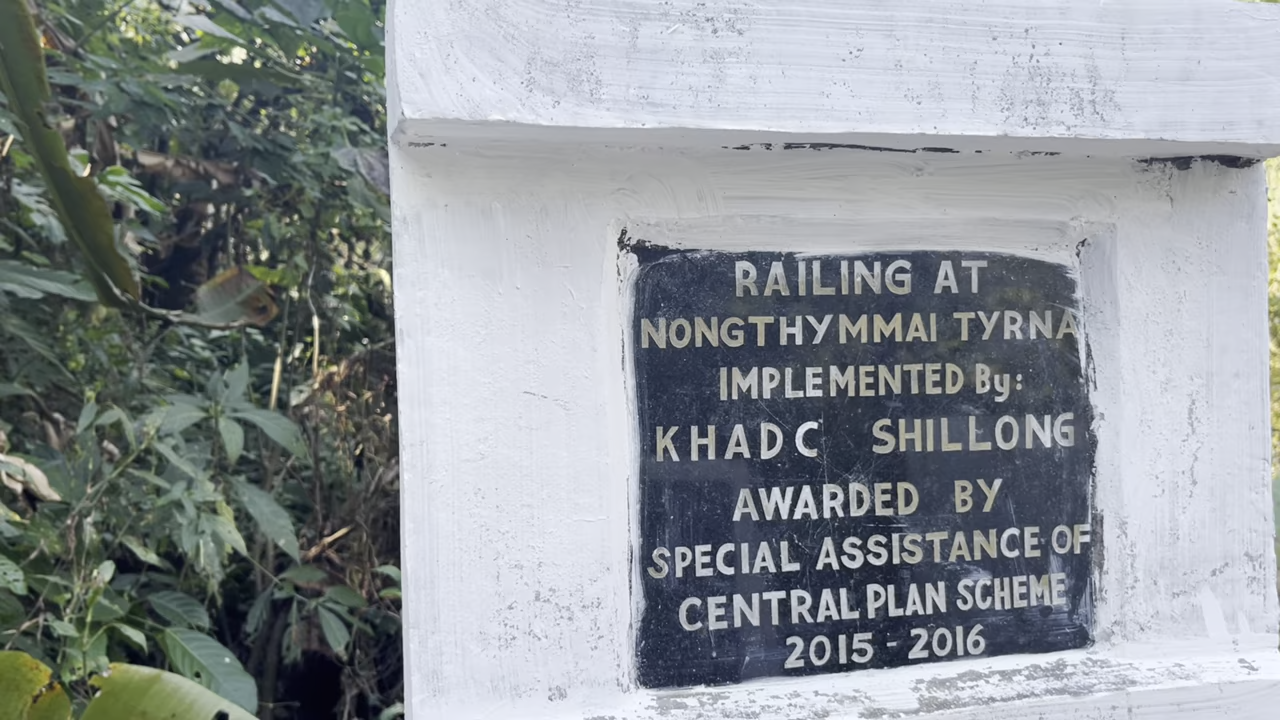 RAILING AT
NONGTHYMMAI TYRNA
IMPLEMENTED By:
KHADC SHILLONG
AWARDED BY
SPECIAL ASSISTANCE OF
CENTRAL PLAN SCHEME
2015 - 2016